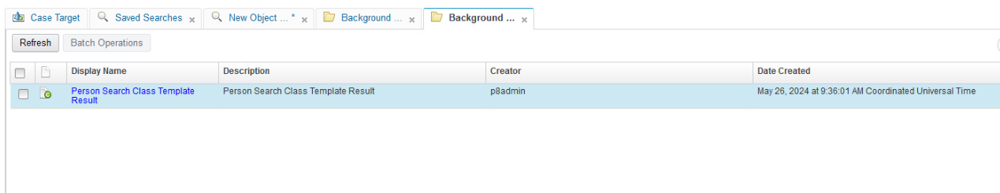 Case Target Saved Searches x New Object ... * x Background ... x Background ... x
Refresh Batch Operations
Display Name Description Creator Date Created
Person Search Class Template Person Search Class Template Result p8admin May 26, 2024 at 9:36:01 AM Coordinated Universal Time
Result